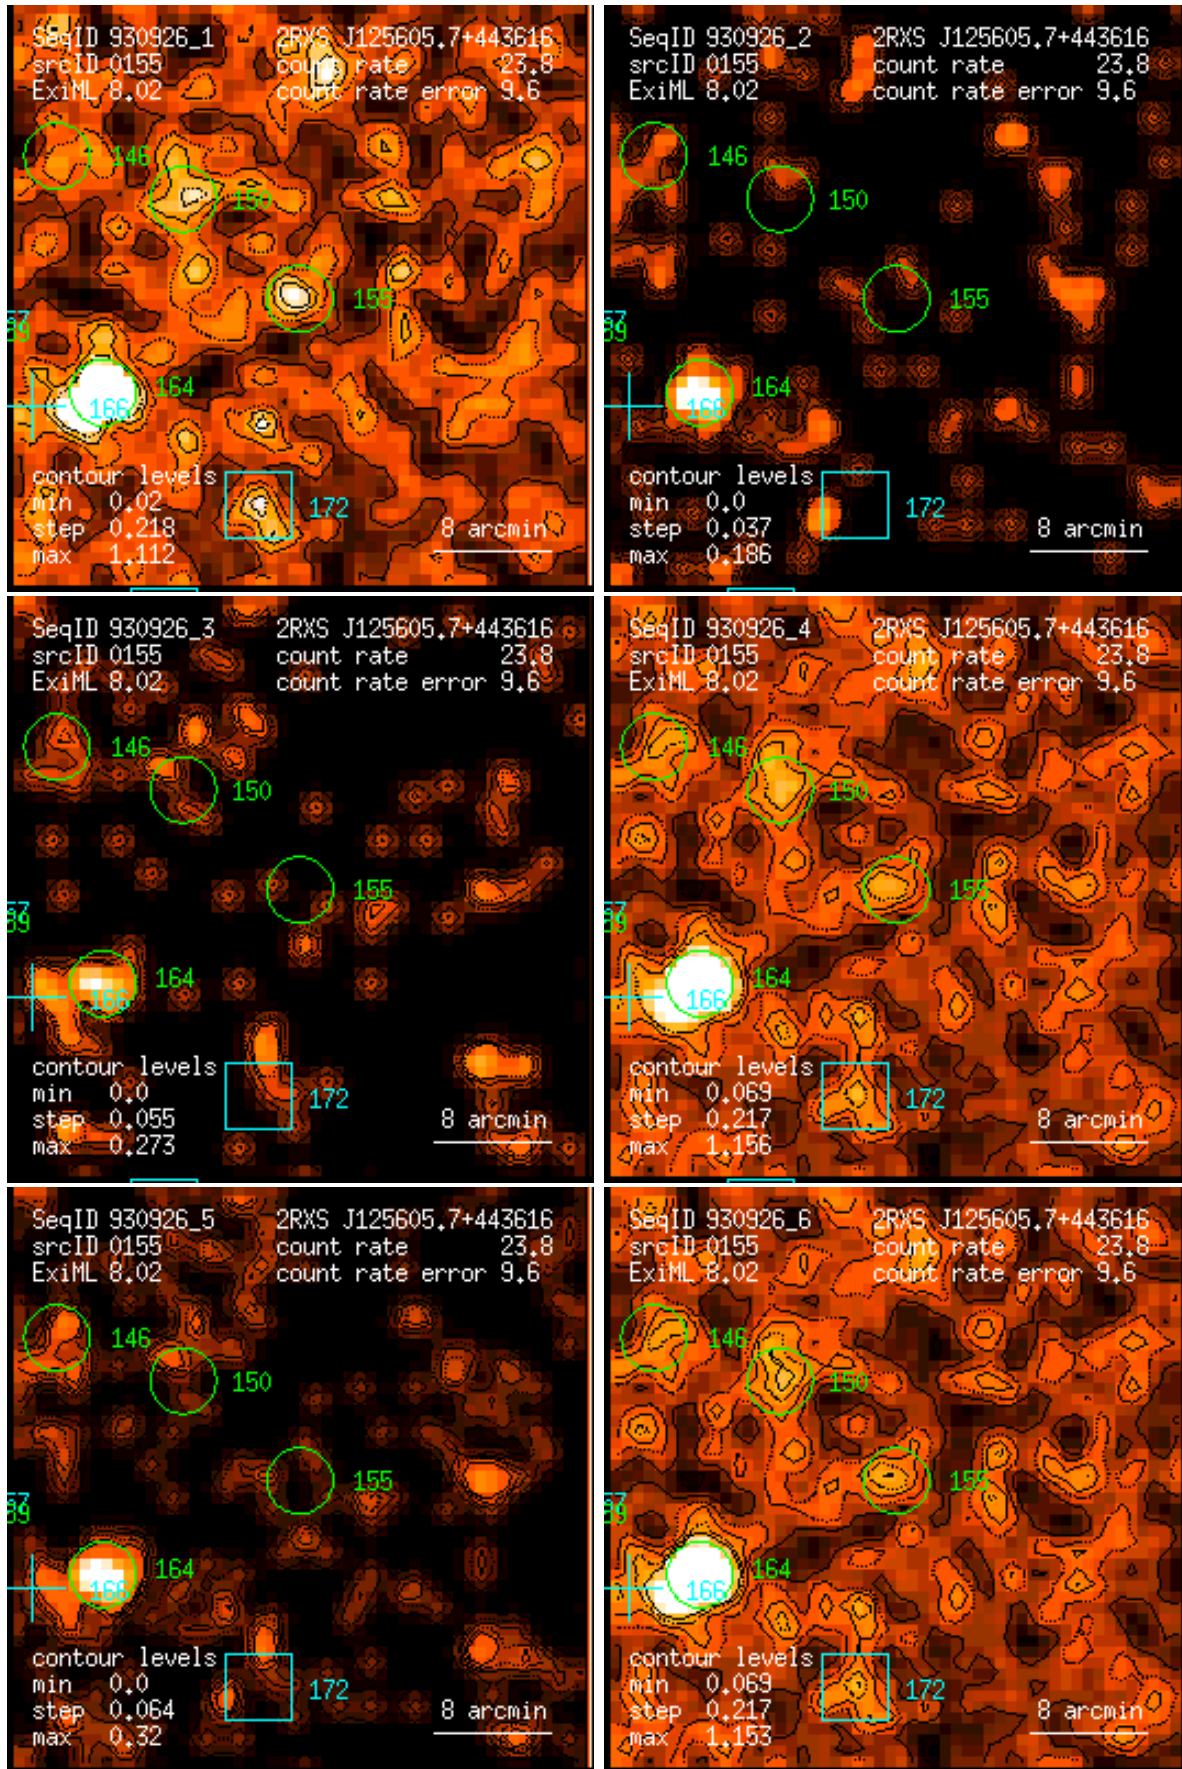 SeqID 930926_1 2RXS J125605.7+443616
srcID 0155 count rate 23.8
ExiML 8.02 count rate error 9.6
146
150
155
89
164
166
contour levels
min 0.02 172
step 0.218 8 arcmin
max 1.112
SeqID 930926_2 2RXS J125605.7+443616
srcID 0155 count rate 23.8
ExiML 8.02 count rate error 9.6
146
150
155
89
164
166
contour levels
min 0.0 172
step 0.037 8 arcmin
max 0.186
SeqID 930926_3 2RXS J125605.7+443616
srcID 0155 count rate 23.8
ExiML 8.02 count rate error 9.6
146
150
155
89
164
166
contour levels
min 0.0 172
step 0.055 8 arcmin
max 0.273
SeqID 930926_4 2RXS J125605.7+443616
srcID 0155 count rate 23.8
ExiML 8.02 count rate error 9.6
146
150
155
89
164
166
contour levels
min 0.069 172
step 0.217 8 arcmin
max 1.156
SeqID 930926_5 2RXS J125605.7+443616
srcID 0155 count rate 23.8
ExiML 8.02 count rate error 9.6
146
150
155
89
164
166
contour levels
min 0.0 172
step 0.064 8 arcmin
max 0.32
SeqID 930926_6 2RXS J125605.7+443616
srcID 0155 count rate 23.8
ExiML 8.02 count rate error 9.6
146
150
155
89
164
166
contour levels
min 0.069 172
step 0.217 8 arcmin
max 1.153